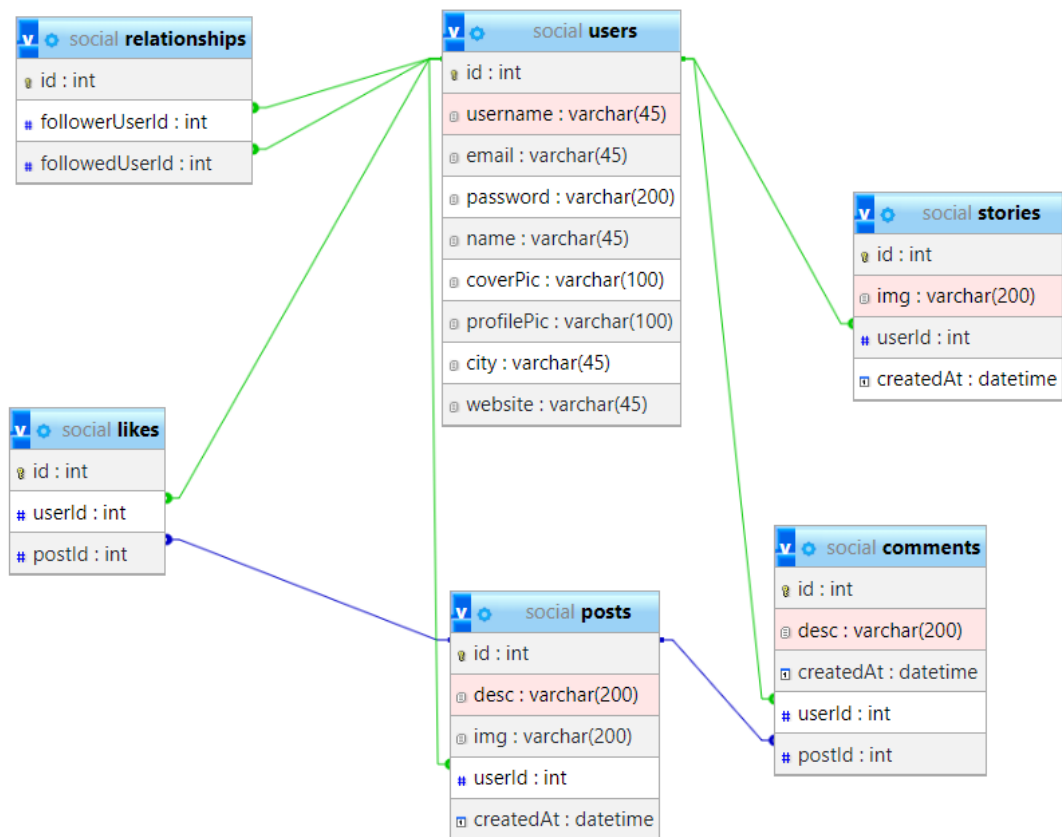 social relationships
id : int
followerUserId : int
followedUserId : int
social users
id : int
username : varchar(45)
email : varchar(45)
password : varchar(200)
name : varchar(45)
coverPic : varchar(100)
profilePic : varchar(100)
city : varchar(45)
website : varchar(45)
social stories
id : int
img : varchar(200)
userId : int
createdAt : datetime
social likes
id : int
userId : int
postId : int
social posts
id : int
desc : varchar(200)
img : varchar(200)
userId : int
createdAt : datetime
social comments
id : int
desc : varchar(200)
createdAt : datetime
userId : int
postId : int